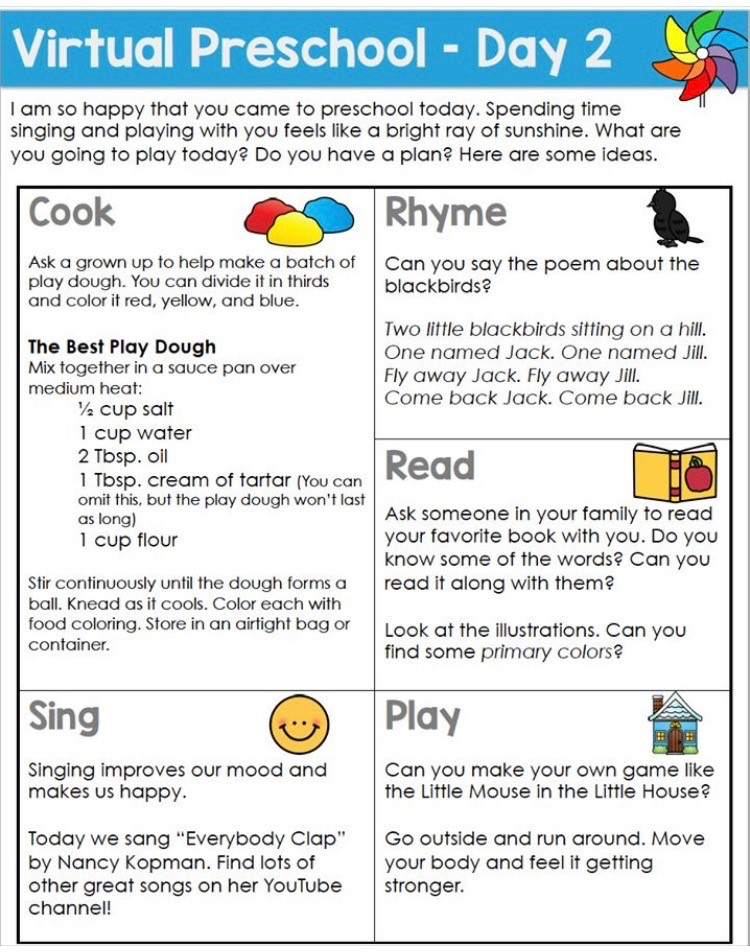 Virtual Preschool - Day 2
I am so happy that you came to preschool today. Spending time
singing and playing with you feels like a bright ray of sunshine. What are
you going to play today? Do you have a plan? Here are some ideas.
Cook
Ask a grown up to help make a batch of
play dough. You can divide it in thirds
and color it red, yellow, and blue.
The Best Play Dough
Mix together in a sauce pan over
medium heat:
½ cup salt
1 cup water
2 Tbsp. oil
1 Tbsp. cream of tartar (You can
omit this, but the play dough won't last
as long)
1 cup flour
Stir continuously until the dough forms a
ball. Knead as it cools. Color each with
food coloring. Store in an airtight bag or
container.
Rhyme
Can you say the poem about the
blackbirds?
Two little blackbirds sitting on a hill.
One named Jack. One named Jill.
Fly away Jack. Fly away Jill.
Come back Jack. Come back Jill.
Read
Ask someone in your family to read
your favorite book with you. Do you
know some of the words? Can you
read it along with them?
Look at the illustrations. Can you
find some primary colors?
Sing
Singing improves our mood and
makes us happy.
Today we sang "Everybody Clap"
by Nancy Kopman. Find lots of
other great songs on her YouTube
channel!
Play
Can you make your own game like
the Little Mouse in the Little House?
Go outside and run around. Move
your body and feel it getting
stronger.